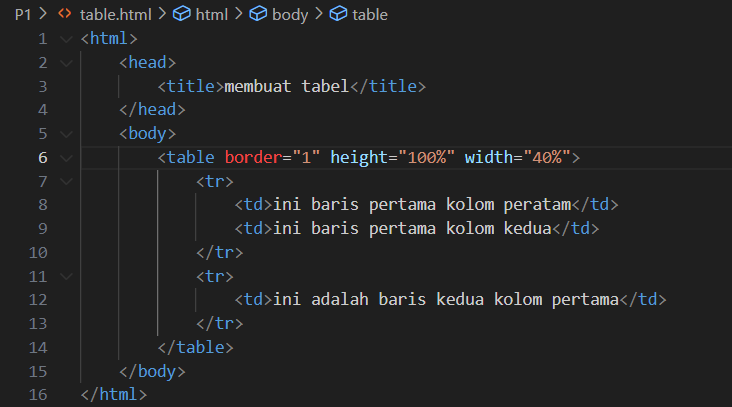 P1 > table.html > html > body > table
1 <html>
2 <head>
3 <title>membuat tabel</title>
4 </head>
5 <body>
6 <table border="1" height="100%" width="40%">
7 <tr>
8 <td>ini baris pertama kolom peratam</td>
9 <td>ini baris pertama kolom kedua</td>
10 </tr>
11 <tr>
12 <td>ini adalah baris kedua kolom pertama</td>
13 </tr>
14 </table>
15 </body>
16 </html>